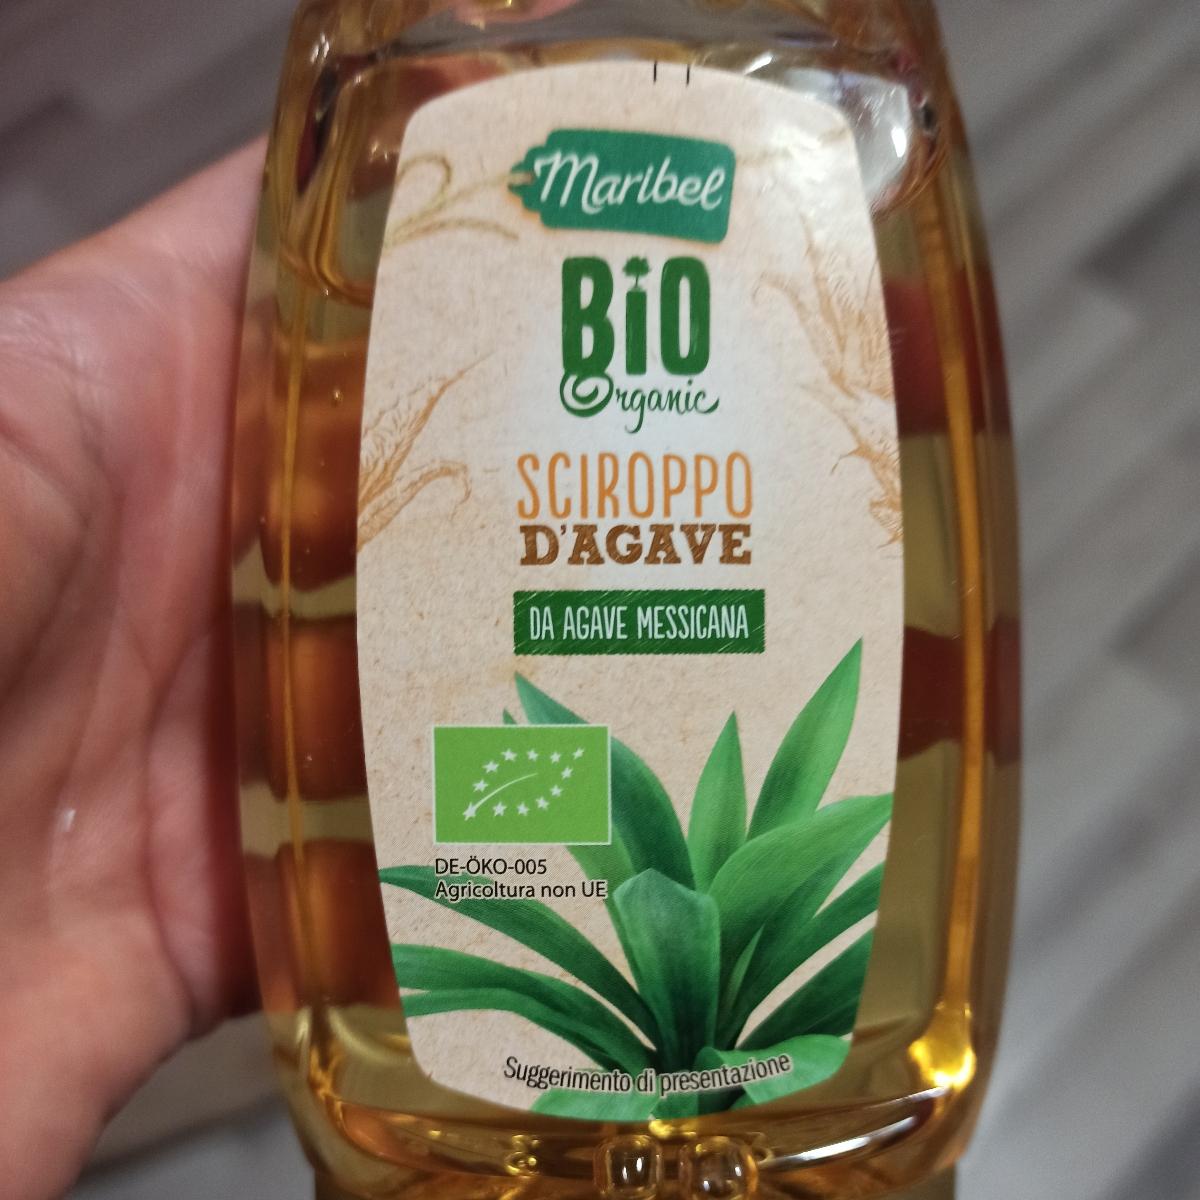 Maribel
BiO
Organic
SCIROPPO
D'AGAVE
DA AGAVE MESSICANA
DE-ÖKO-005
Agricoltura non UE
Suggerimento di presentazione